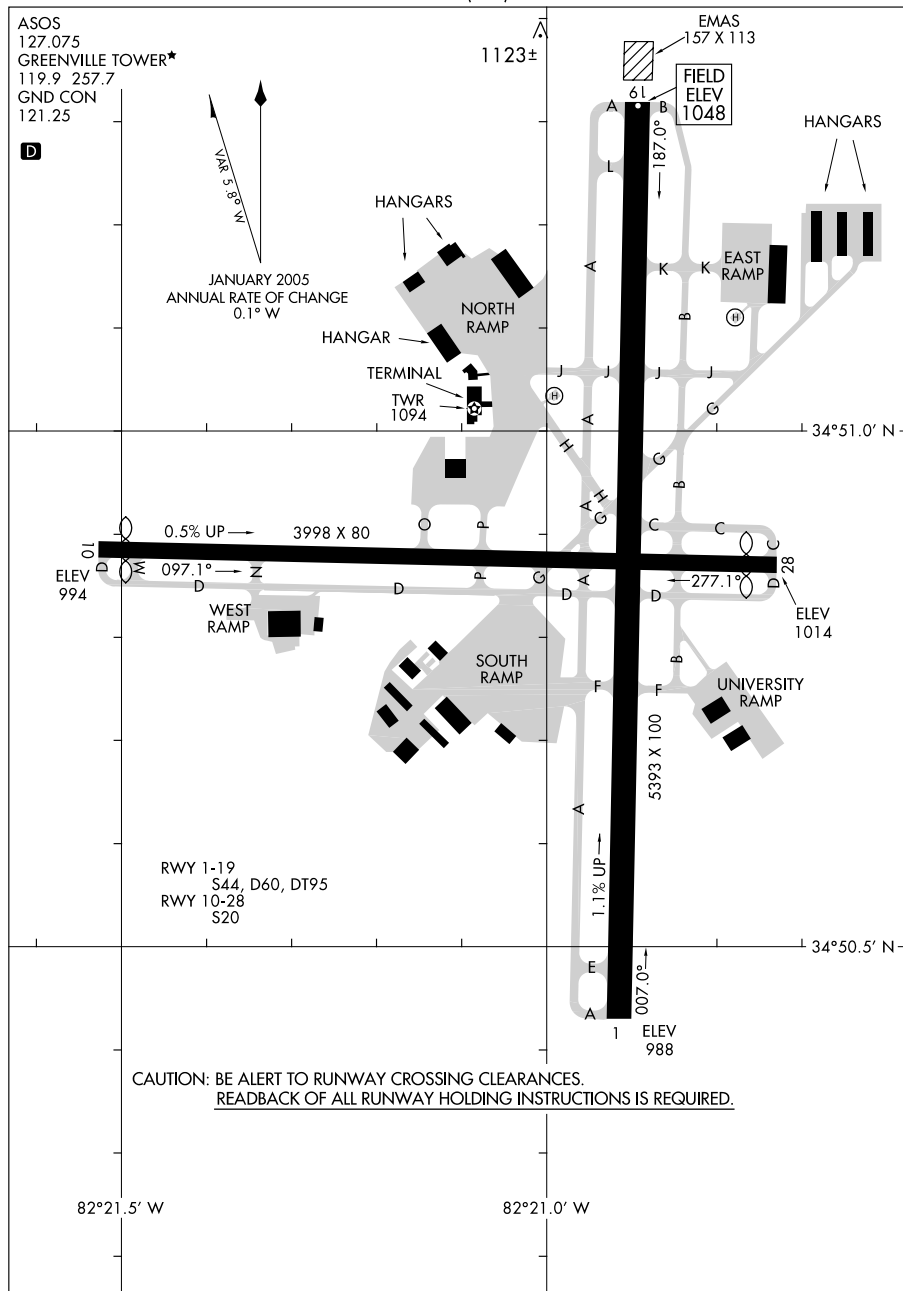 ASOS
127.075
GREENVILLE TOWER★
119.9 257.7
GND CON
121.25
D
VAR 5.8° W
JANUARY 2005
ANNUAL RATE OF CHANGE
0.1° W
1123±
EMAS
157 X 113
FIELD
ELEV
1048
19
A
B
187.0°
L
HANGARS
HANGARS
A
K
K
EAST
RAMP
NORTH
RAMP
B
H
HANGAR
TERMINAL
TWR
1094
J
J
J
J
H
A
G
34°51.0' N
H
G
B
A
H
G
C
C
C
O
P
0.5% UP
3998 X 80
10
D
M
097.1°
N
ELEV
994
D
D
P
G
A
D
D
277.1°
D
28
ELEV
1014
WEST
RAMP
SOUTH
RAMP
B
F
F
UNIVERSITY
RAMP
5393 X 100
A
1.1% UP
RWY 1-19
S44, D60, DT95
RWY 10-28
S20
34°50.5' N
E
007.0°
A
1
ELEV
988
CAUTION: BE ALERT TO RUNWAY CROSSING CLEARANCES.
READBACK OF ALL RUNWAY HOLDING INSTRUCTIONS IS REQUIRED.
82°21.5' W
82°21.0' W